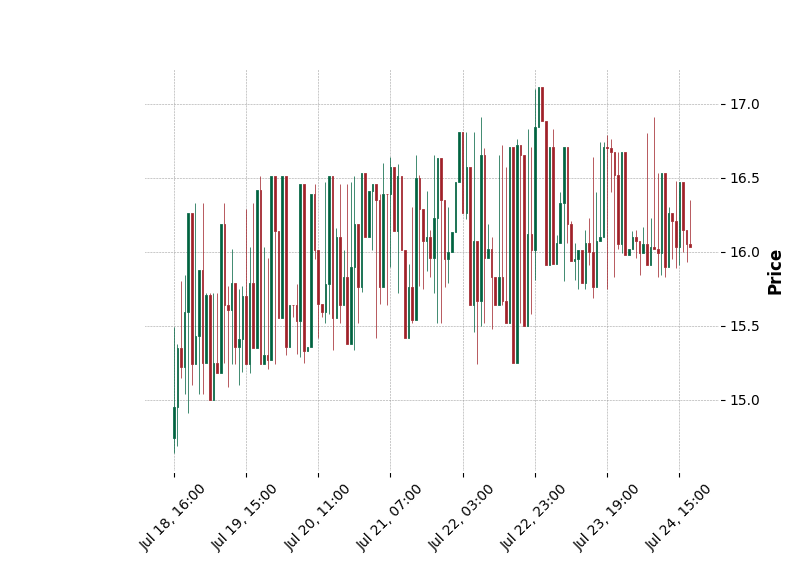 17.0
16.5
16.0
15.5
15.0
Price
Jul 18, 16:00
Jul 19, 15:00
Jul 20, 11:00
Jul 21, 07:00
Jul 22, 03:00
Jul 22, 23:00
Jul 23, 19:00
Jul 24, 15:00